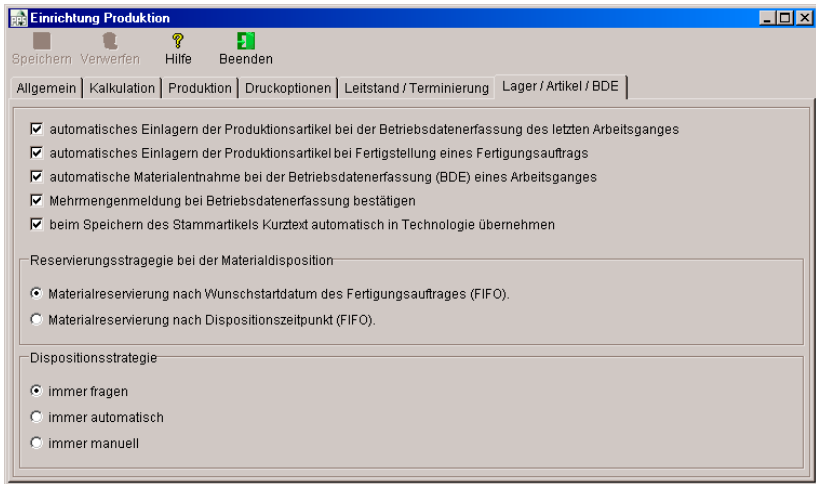 Einrichtung Produktion
Speichern Verwerfen Hilfe Beenden
Allgemein Kalkulation Produktion Druckoptionen Leitstand / Terminierung Lager / Artikel / BDE
automatisches Einlagern der Produktionsartikel bei der Betriebsdatenerfassung des letzten Arbeitsganges
automatisches Einlagern der Produktionsartikel bei Fertigstellung eines Fertigungsauftrags
automatische Materialentnahme bei der Betriebsdatenerfassung (BDE) eines Arbeitsganges
Mehrmengenmeldung bei Betriebsdatenerfassung bestätigen
beim Speichern des Stammartikels Kurztext automatisch in Technologie übernehmen
Reservierungsstragegie bei der Materialdisposition
Materialreservierung nach Wunschstartdatum des Fertigungsauftrages (FIFO).
Materialreservierung nach Dispositionszeitpunkt (FIFO).
Dispositionsstrategie
immer fragen
immer automatisch
immer manuell